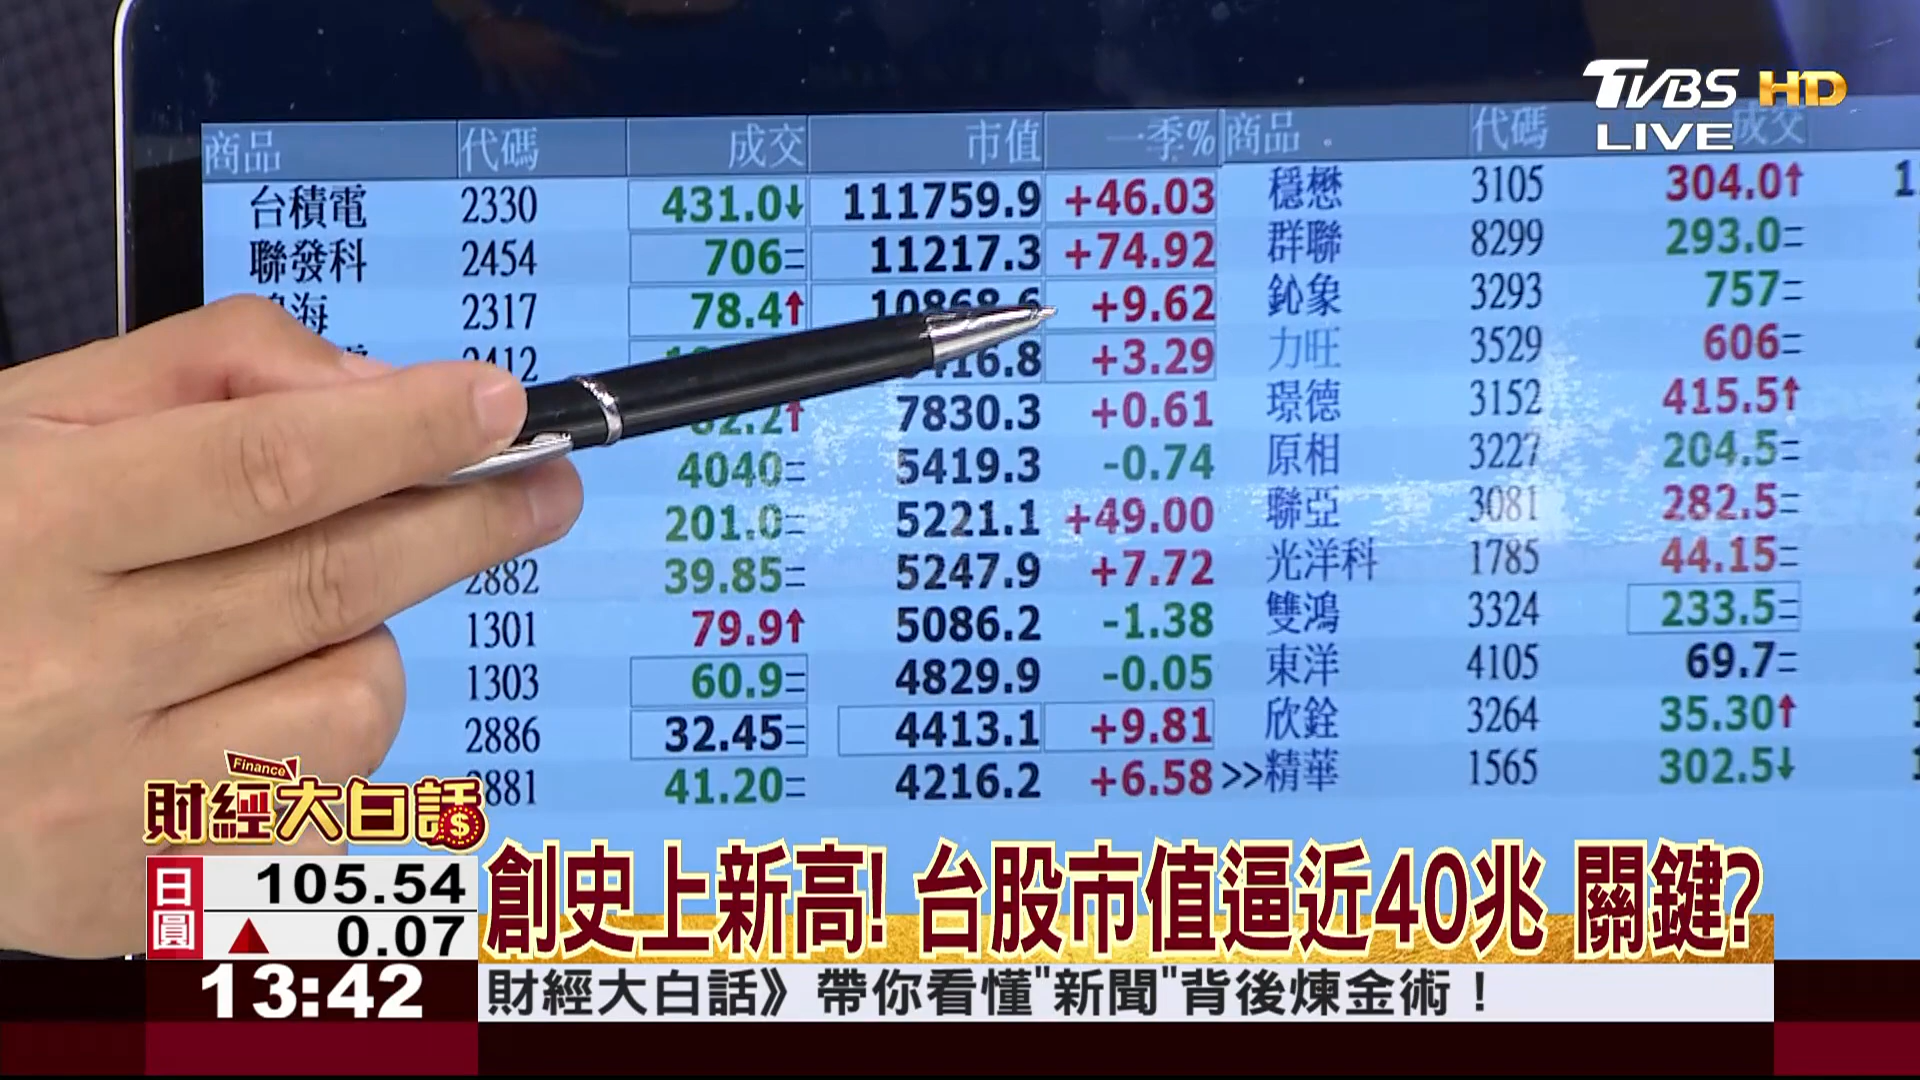 TVBS HD
LIVE
商品 代碼 成交 市值 一季% 商品 代碼 成交
台積電 2330 431.0↓ 111759.9 +46.03 穩懋 3105 304.0↑
聯發科 2454 706= 11217.3 +74.92 群聯 8299 293.0=
海 2317 78.4↑ 10868.6 +9.62 鈊象 3293 757=
2412 +3.29 力旺 3529 606=
7830.3 +0.61 璟德 3152 415.5↑
4040= 5419.3 -0.74 原相 3227 204.5=
201.0= 5221.1 +49.00 聯亞 3081 282.5=
2882 39.85= 5247.9 +7.72 光洋科 1785 44.15=
1301 79.9↑ 5086.2 -1.38 雙鴻 3324 233.5=
1303 60.9= 4829.9 -0.05 東洋 4105 69.7=
2886 32.45= 4413.1 +9.81 欣銓 3264 35.30↑
2881 41.20= 4216.2 +6.58 >>精華 1565 302.5↓
Finance
財經大白話
日圓 105.54
▲ 0.07
創史上新高! 台股市值逼近40兆 關鍵?
13:42
財經大白話》帶你看懂"新聞"背後煉金術！